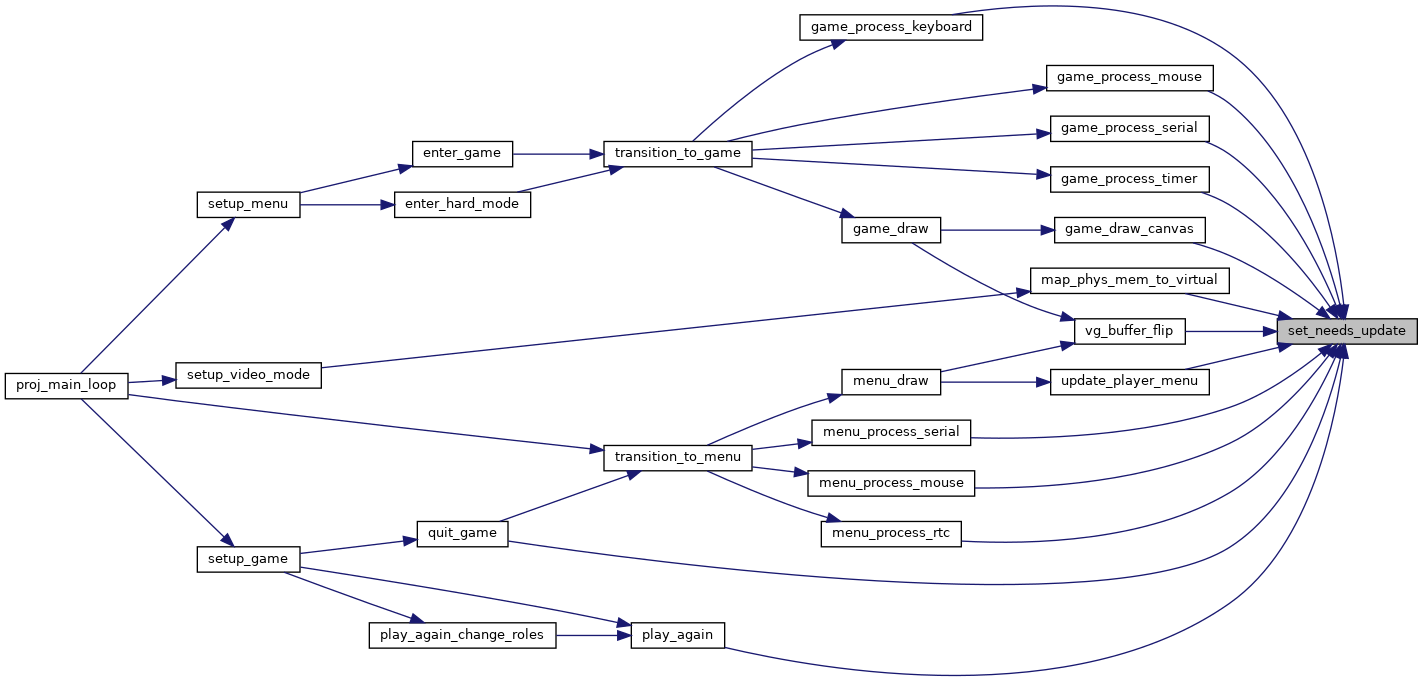 game_process_keyboard
game_process_mouse
game_process_serial
enter_game
transition_to_game
game_process_timer
setup_menu
enter_hard_mode
game_draw
game_draw_canvas
map_phys_mem_to_virtual
vg_buffer_flip
set_needs_update
proj_main_loop
setup_video_mode
menu_draw
update_player_menu
menu_process_serial
transition_to_menu
menu_process_mouse
quit_game
menu_process_rtc
setup_game
play_again_change_roles
play_again